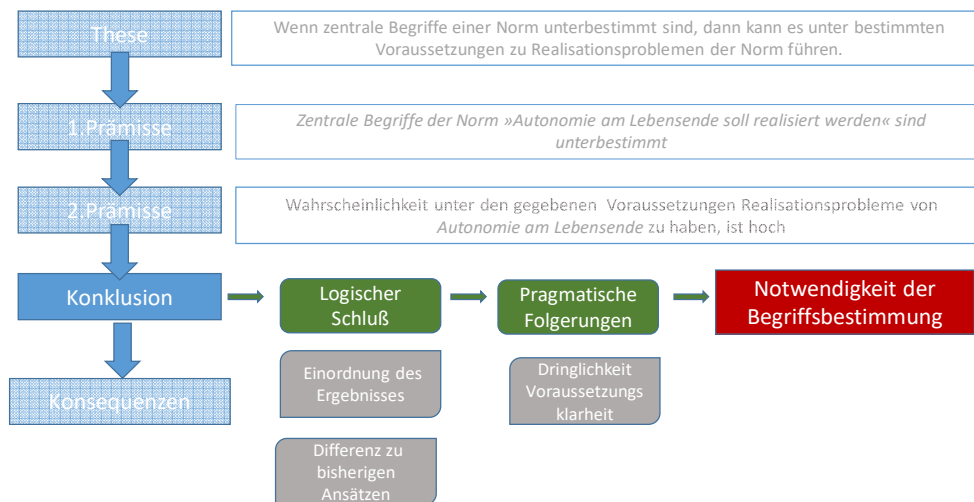 These
Wenn zentrale Begriffe einer Norm unterbestimmt sind, dann kann es unter bestimmten
Voraussetzungen zu Realisationsproblemen der Norm führen.
1.Prämisse
Zentrale Begriffe der Norm »Autonomie am Lebensende soll realisiert werden« sind
unterbestimmt
2.Prämisse
Wahrscheinlichkeit unter den gegebenen Voraussetzungen Realisationsprobleme von
Autonomie am Lebensende zu haben, ist hoch
Konklusion
Logischer
Schluß
Pragmatische
Folgerungen
Notwendigkeit der
Begriffsbestimmung
Einordnung des
Ergebnisses
Dringlichkeit
Voraussetzungs
klarheit
Konsequenzen
Differenz zu
bisherigen
Ansätzen